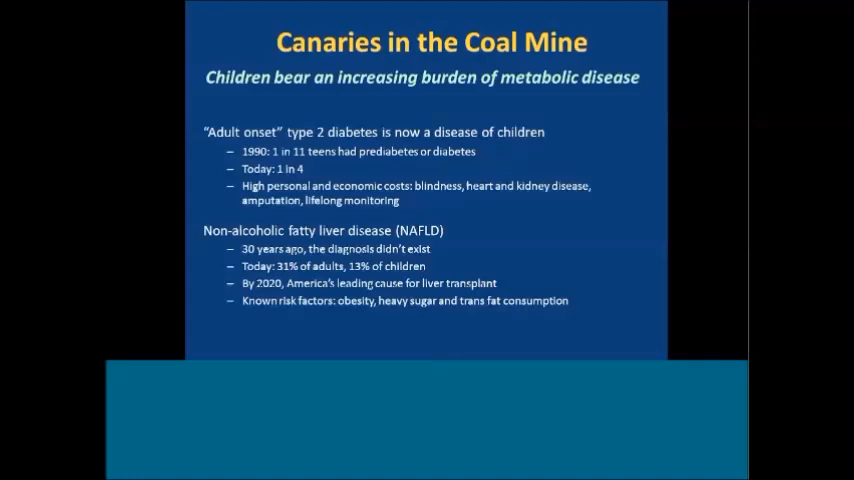 Canaries in the Coal Mine
Children bear an increasing burden of metabolic disease
"Adult onset" type 2 diabetes is now a disease of children
– 1990: 1 in 11 teens had prediabetes or diabetes
– Today: 1 in 4
– High personal and economic costs: blindness, heart and kidney disease,
amputation, lifelong monitoring
Non-alcoholic fatty liver disease (NAFLD)
– 30 years ago, the diagnosis didn't exist
– Today: 31% of adults, 13% of children
– By 2020, America's leading cause for liver transplant
– Known risk factors: obesity, heavy sugar and trans fat consumption